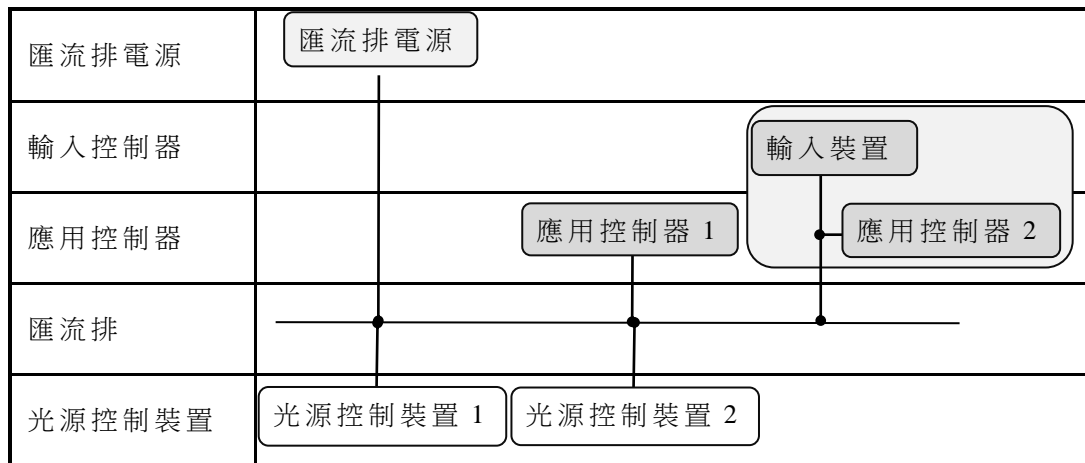 匯流排電源
匯流排電源
輸入控制器
輸入裝置
應用控制器
應用控制器 1
應用控制器 2
匯流排
光源控制裝置
光源控制裝置 1
光源控制裝置 2